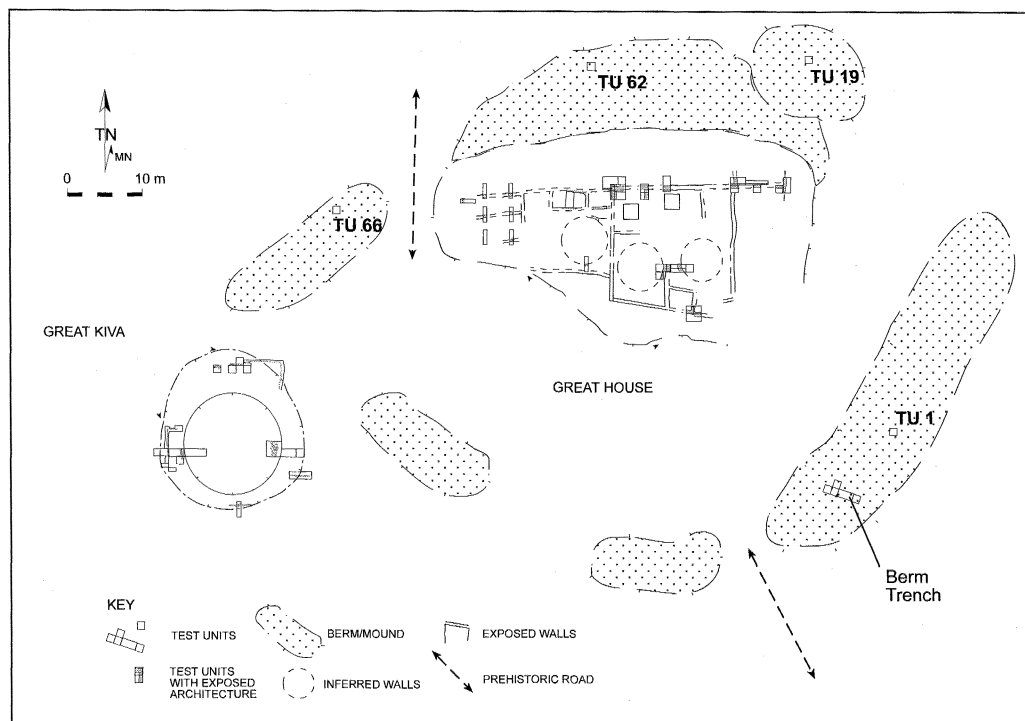 TU 62
TU 19
TN
MN
0 10 m
TU 66
GREAT KIVA
GREAT HOUSE
TU 1
Berm
Trench
KEY
TEST UNITS
BERM/MOUND
EXPOSED WALLS
TEST UNITS
WITH EXPOSED
ARCHITECTURE
INFERRED WALLS
PREHISTORIC ROAD